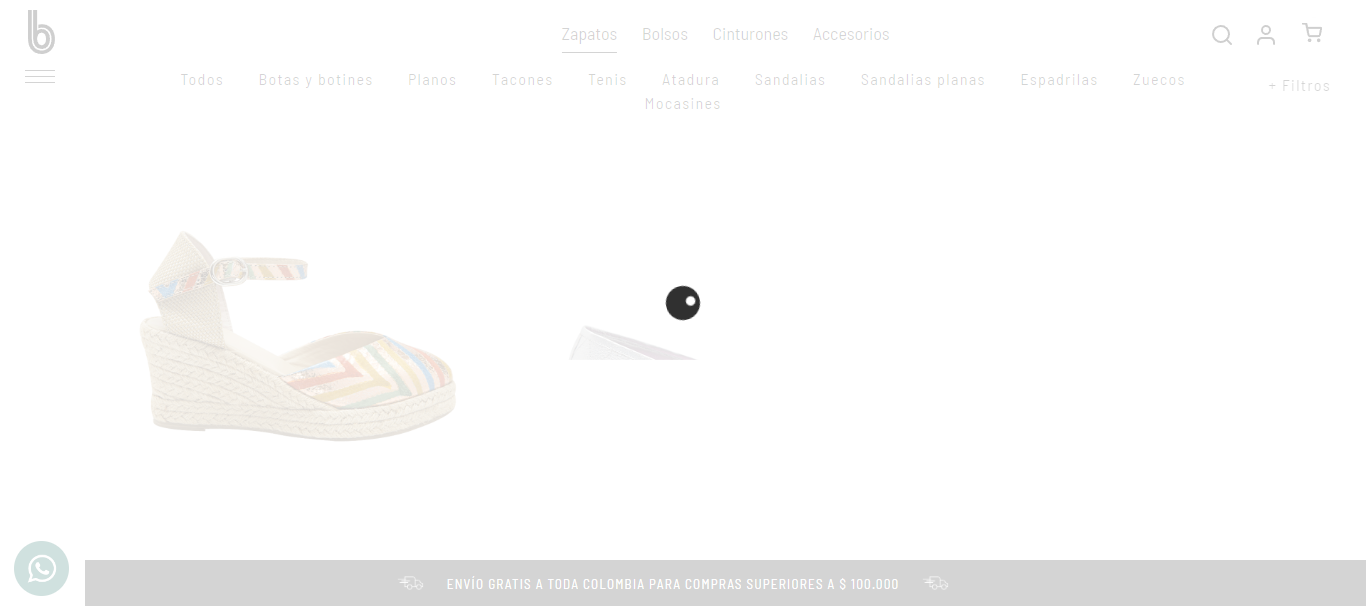 b
Zapatos Bolsos Cinturones Accesorios
Todos Botas y botines Planos Tacones Tenis Atadura Sandalias Sandalias planas Espadrilas Zuecos
Mocasines
+ Filtros
ENVÍO GRATIS A TODA COLOMBIA PARA COMPRAS SUPERIORES A $ 100.000